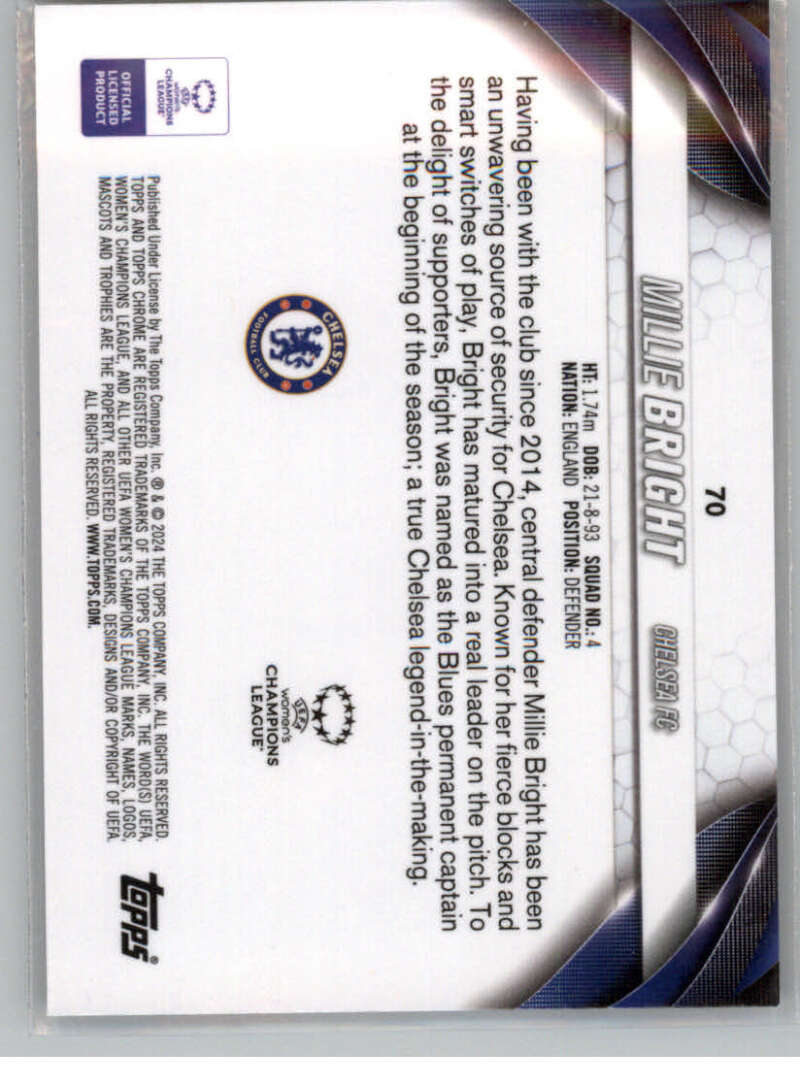 70
MILLIE BRIGHT CHELSEA FC
HT: 1.74m DOB: 21-8-93 SQUAD NO.: 4
NATION: ENGLAND POSITION: DEFENDER
Having been with the club since 2014, central defender Millie Bright has been
an unwavering source of security for Chelsea. Known for her fierce blocks and
smart switches of play, Bright has matured into a real leader on the pitch. To
the delight of supporters, Bright was named as the Blues permanent captain
at the beginning of the season; a true Chelsea legend-in-the-making.
CHELSEA
FOOTBALL CLUB
UEFA
women's
CHAMPIONS
LEAGUE
UEFA
women's
CHAMPIONS
LEAGUE
OFFICIAL
LICENSED
PRODUCT
Published Under License by The Topps Company, Inc. ® & © 2024 THE TOPPS COMPANY, INC. ALL RIGHTS RESERVED.
TOPPS AND TOPPS CHROME ARE REGISTERED TRADEMARKS OF THE TOPPS COMPANY, INC. THE WORD(S) UEFA,
WOMEN'S CHAMPIONS LEAGUE, AND ALL OTHER UEFA WOMEN'S CHAMPIONS LEAGUE MARKS, NAMES, LOGOS,
MASCOTS AND TROPHIES ARE THE PROPERTY, REGISTERED TRADEMARKS, DESIGNS AND/OR COPYRIGHT OF UEFA.
ALL RIGHTS RESERVED. WWW.TOPPS.COM.
topps®